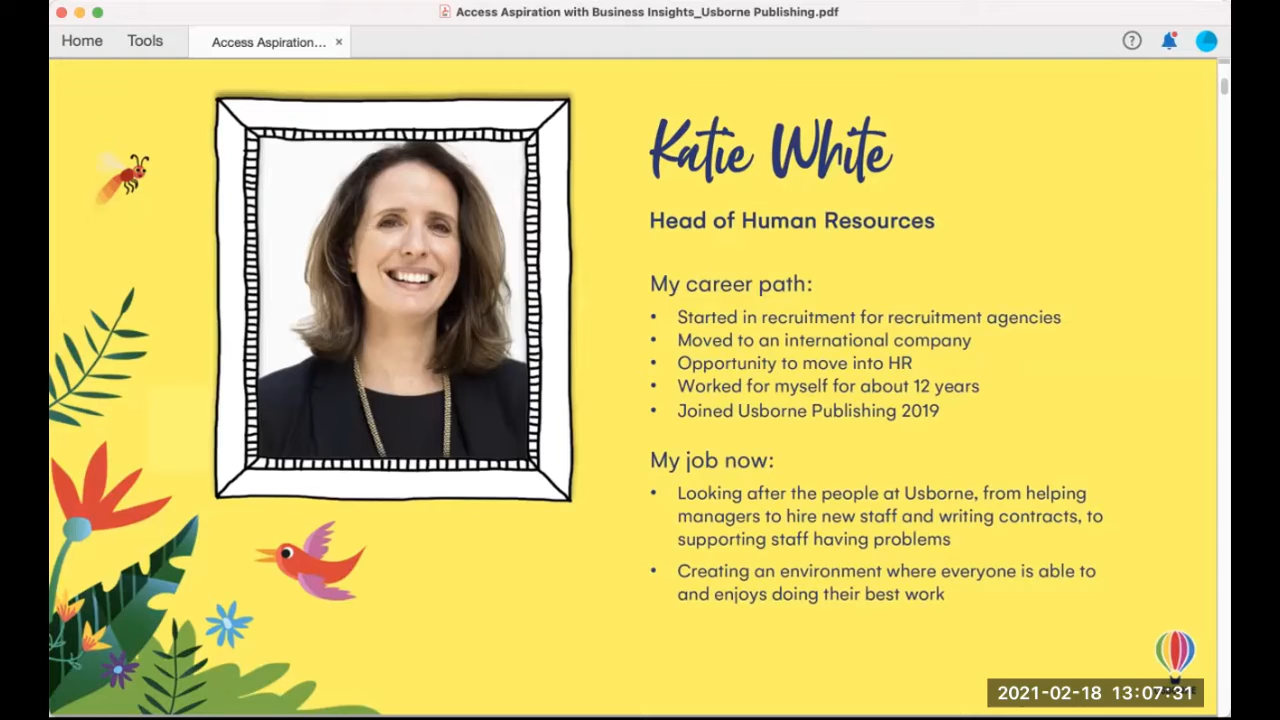 Access Aspiration with Business Insights_Usborne Publishing.pdf
Home Tools Access Aspiration... ×
Katie White
Head of Human Resources
My career path:
• Started in recruitment for recruitment agencies
• Moved to an international company
• Opportunity to move into HR
• Worked for myself for about 12 years
• Joined Usborne Publishing 2019
My job now:
• Looking after the people at Usborne, from helping
managers to hire new staff and writing contracts, to
supporting staff having problems
• Creating an environment where everyone is able to
and enjoys doing their best work
2021-02-18 13:07:31